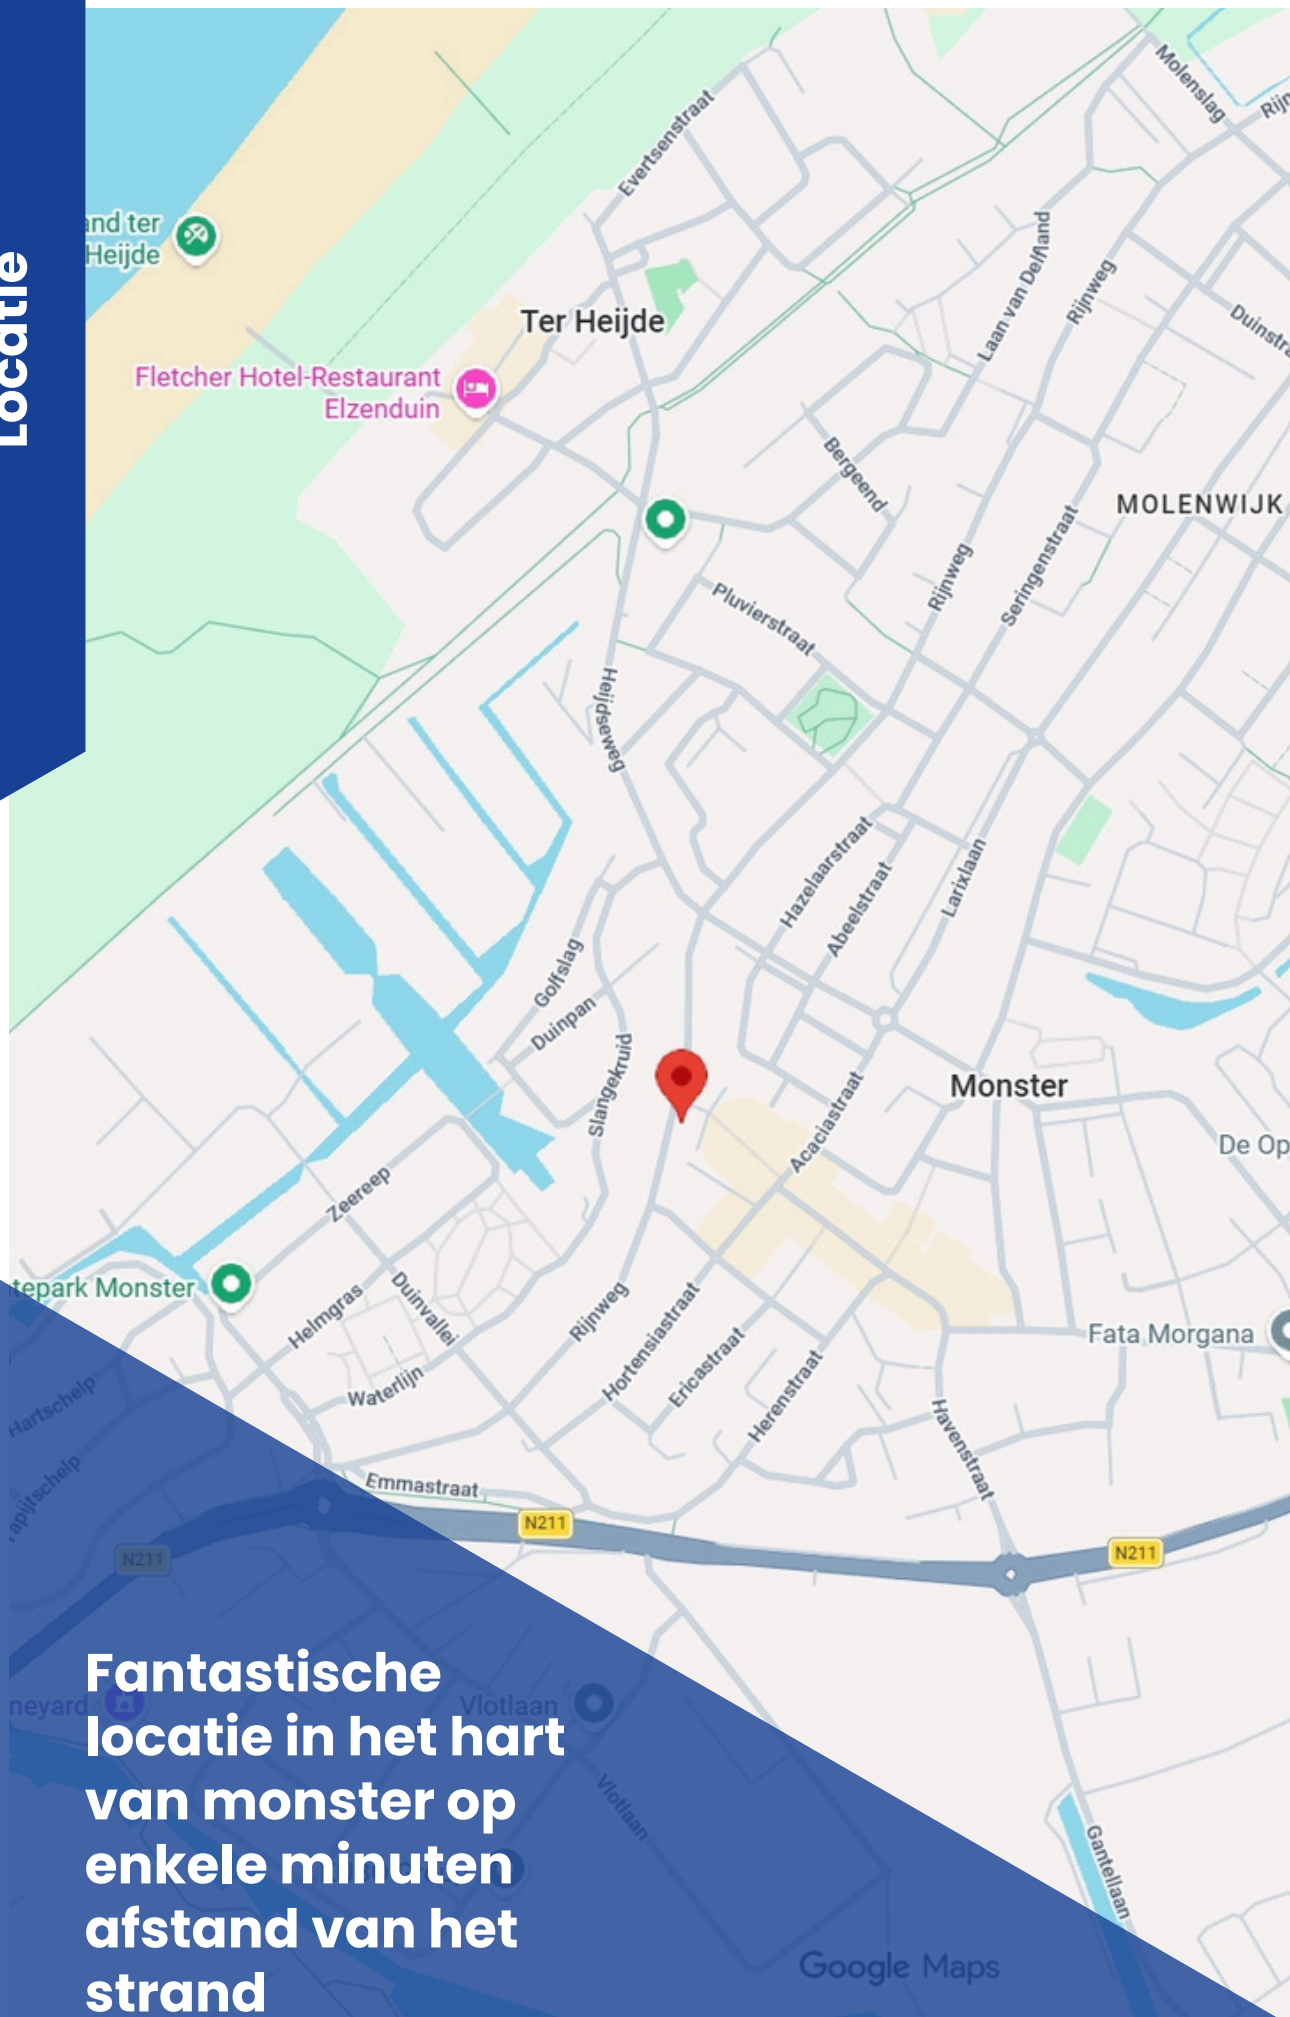 Locatie
Molenslag
Evertsenstraat
Laan van Delfland
Rijnweg
Duinstra
and ter
Heijde
Ter Heijde
Fletcher Hotel-Restaurant
Elzenduin
Bergeend
MOLENWIJK
Seringenstraat
Rijnweg
Pluvierstraat
Heijdseweg
Hazelaarstraat
Abeelstraat
Larixlaan
Golfslag
Duinpan
Slangekruid
Acaciastraat
Monster
De Op
Zeereep
tepark Monster
Helmgras
Duinvallei
Rijnweg
Hortensiastraat
Ericastraat
Herenstraat
Fata Morgana
Waterlijn
Hartschelp
Havenstraat
Emmastraat
N211
N211
N211
apijtschelp
neyard
Vlotlaan
Vlotlaan
Gantellaan
Fantastische
locatie in het hart
van monster op
enkele minuten
afstand van het
strand
Google Maps